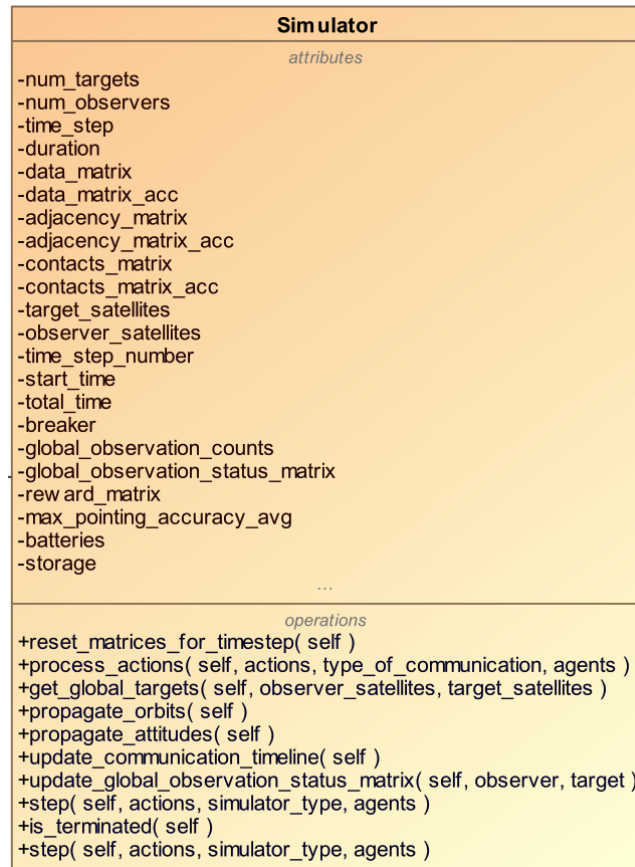 Simulator
attributes
-num_targets
-num_observers
-time_step
-duration
-data_matrix
-data_matrix_acc
-adjacency_matrix
-adjacency_matrix_acc
-contacts_matrix
-contacts_matrix_acc
-target_satellites
-observer_satellites
-time_step_number
-start_time
-total_time
-breaker
-global_observation_counts
-global_observation_status_matrix
-reward_matrix
-max_pointing_accuracy_avg
-batteries
-storage
...
operations
+reset_matrices_for_timestep( self )
+process_actions( self, actions, type_of_communication, agents )
+get_global_targets( self, observer_satellites, target_satellites )
+propagate_orbits( self )
+propagate_attitudes( self )
+update_communication_timeline( self )
+update_global_observation_status_matrix( self, observer, target )
+step( self, actions, simulator_type, agents )
+is_terminated( self )
+step( self, actions, simulator_type, agents )